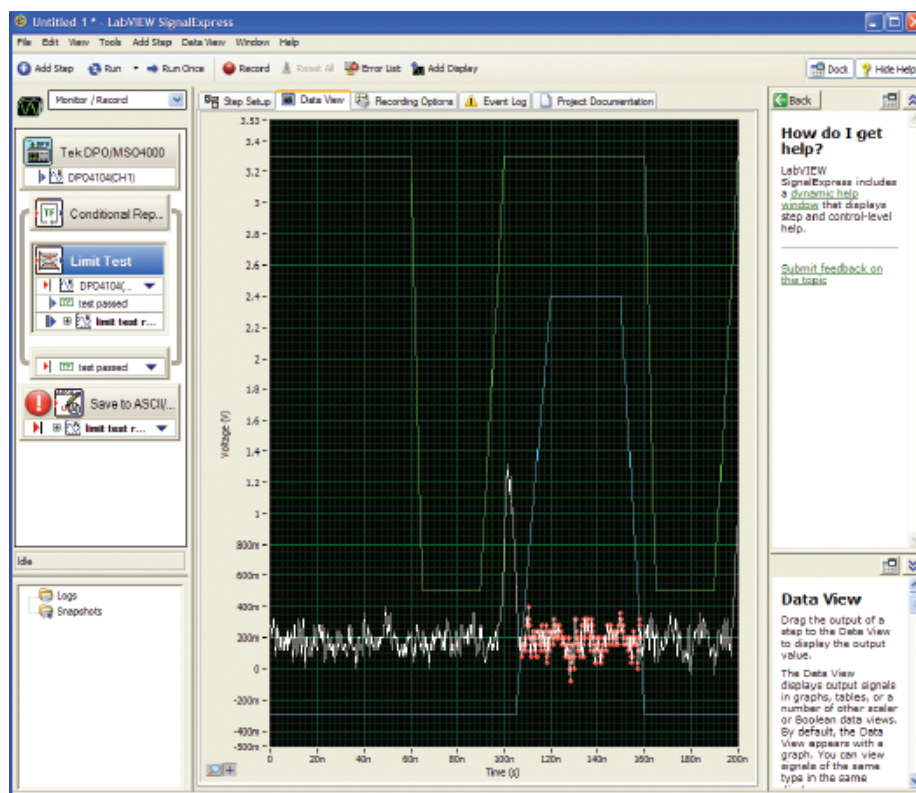 Untitled 1 * - LabVIEW SignalExpress
File Edit View Tools Add Step Data View Window Help
Add Step Run Run Once Record Reset All Error List Add Display Dock Hide Help
Monitor / Record
Step Setup Data View Recording Options Event Log Project Documentation
Back
Tek DPO/MSO4000
DPO4104(CH1)
Conditional Rep...
Limit Test
DPO4104(...
test passed
limit test r...
test passed
Save to ASCII/...
limit test r...
Idle
Logs
Snapshots
3.53
3.4
3.2
3
2.8
2.6
2.4
2.2
2
1.8
1.6
1.4
1.2
1
800m
600m
400m
200m
0
-200m
-400m
-500m
Voltage (V)
0 20n 40n 60n 80n 100n 120n 140n 160n 180n 200n
Time (s)
How do I get
help?
LabVIEW
SignalExpress includes
a dynamic help
window that displays
step and control-level
help.
Submit feedback on
this topic
Data View
Drag the output of a
step to the Data View
to display the output
value.
The Data View
displays output signals
in graphs, tables, or a
number of other scalar
or Boolean data views.
By default, the Data
View appears with a
graph. You can view
signals of the same
type in the same